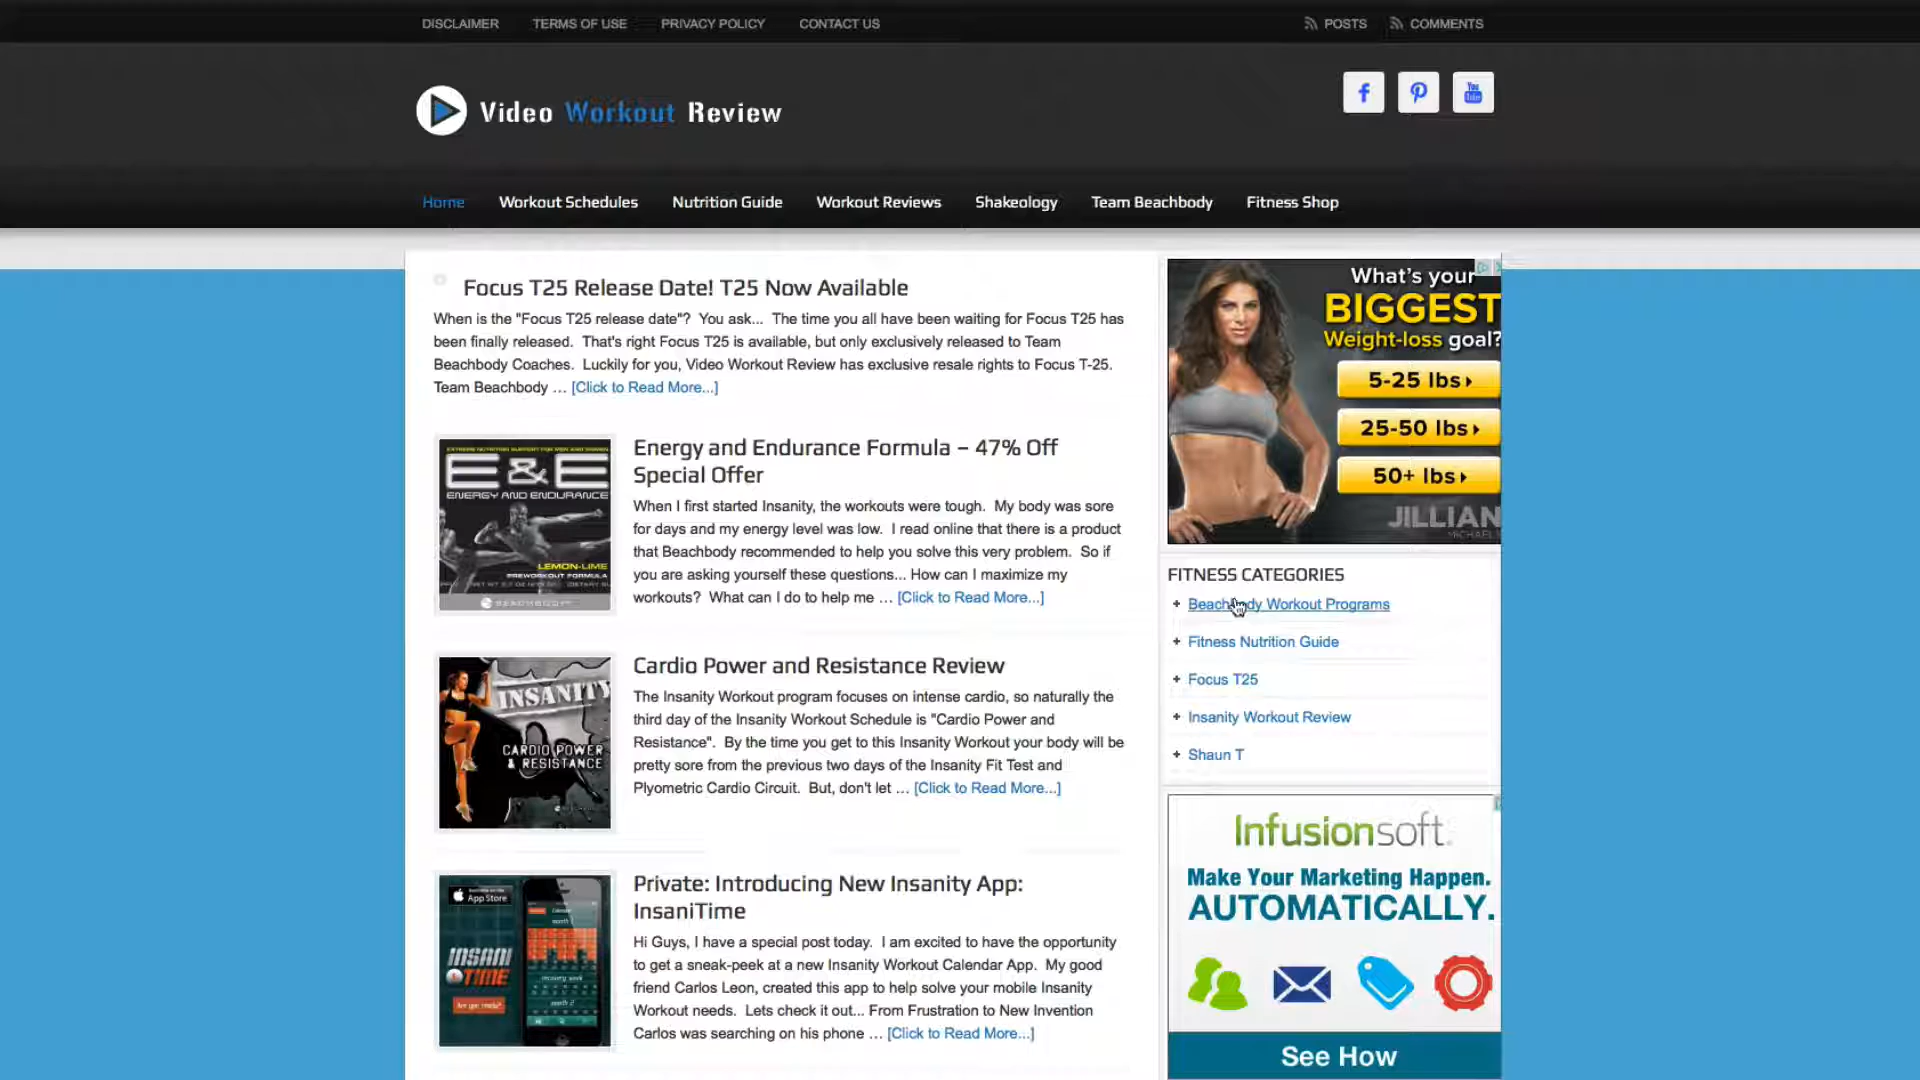 DISCLAIMER TERMS OF USE PRIVACY POLICY CONTACT US POSTS COMMENTS
Video Workout Review
Home Workout Schedules Nutrition Guide Workout Reviews Shakeology Team Beachbody Fitness Shop
Focus T25 Release Date! T25 Now Available
When is the "Focus T25 release date"? You ask... The time you all have been waiting for Focus T25 has
been finally released. That's right Focus T25 is available, but only exclusively released to Team
Beachbody Coaches. Luckily for you, Video Workout Review has exclusive resale rights to Focus T-25.
Team Beachbody ... [Click to Read More...]
E&E
ENERGY AND ENDURANCE
LEMON-LIME
PREWORKOUT FORMULA
BEACHBODY
Energy and Endurance Formula – 47% Off
Special Offer
When I first started Insanity, the workouts were tough. My body was sore
for days and my energy level was low. I read online that there is a product
that Beachbody recommended to help you solve this very problem. So if
you are asking yourself these questions... How can I maximize my
workouts? What can I do to help me ... [Click to Read More...]
INSANITY
CARDIO POWER
& RESISTANCE
Cardio Power and Resistance Review
The Insanity Workout program focuses on intense cardio, so naturally the
third day of the Insanity Workout Schedule is "Cardio Power and
Resistance". By the time you get to this Insanity Workout your body will be
pretty sore from the previous two days of the Insanity Fit Test and
Plyometric Cardio Circuit. But, don't let ... [Click to Read More...]
App Store
INSANI
TIME
Are you ready?
month 1
recovery week
month 2
Private: Introducing New Insanity App:
InsaniTime
Hi Guys, I have a special post today. I am excited to have the opportunity
to get a sneak-peek at a new Insanity Workout Calendar App. My good
friend Carlos Leon, created this app to help solve your mobile Insanity
Workout needs. Lets check it out... From Frustration to New Invention
Carlos was searching on his phone ... [Click to Read More...]
What's your
BIGGEST
Weight-loss goal?
5-25 lbs
25-50 lbs
50+ lbs
JILLIAN
MICHAELS
FITNESS CATEGORIES
Beachbody Workout Programs
Fitness Nutrition Guide
Focus T25
Insanity Workout Review
Shaun T
Infusionsoft.
Make Your Marketing Happen.
AUTOMATICALLY.
See How